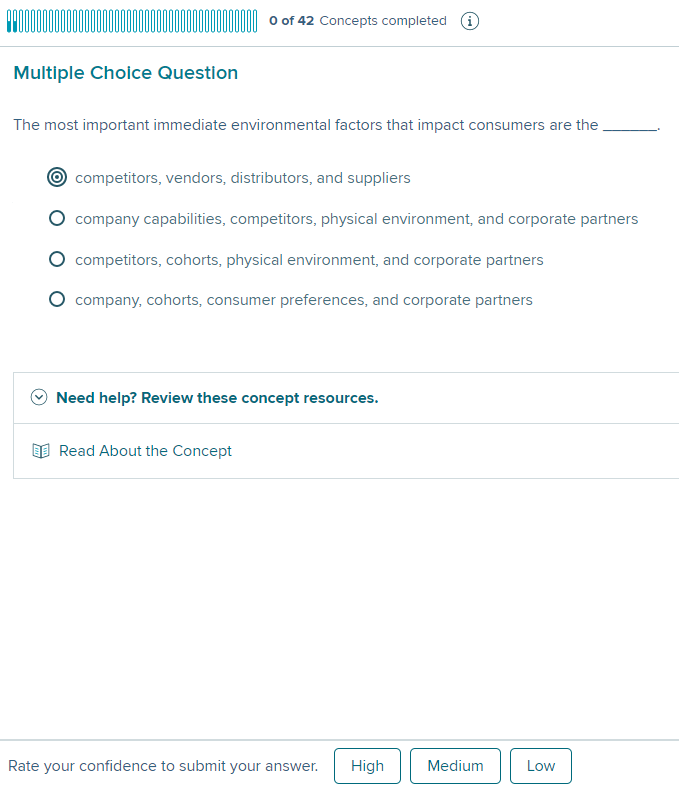 0 of 42 Concepts completed
Multiple Choice Question
The most important immediate environmental factors that impact consumers are the ______.
competitors, vendors, distributors, and suppliers
company capabilities, competitors, physical environment, and corporate partners
competitors, cohorts, physical environment, and corporate partners
company, cohorts, consumer preferences, and corporate partners
Need help? Review these concept resources.
Read About the Concept
Rate your confidence to submit your answer. High Medium Low